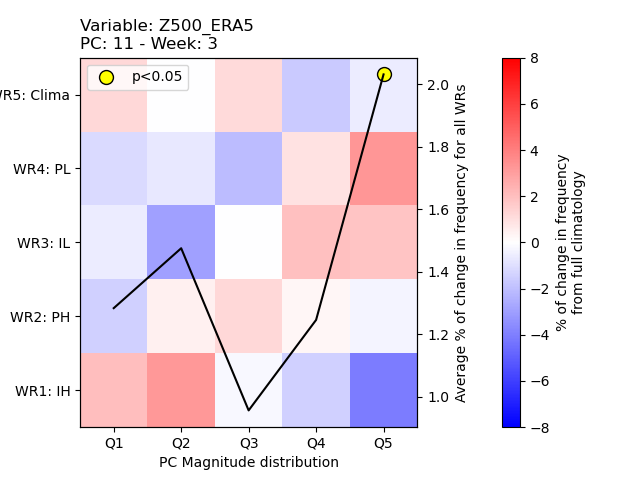 Variable: Z500_ERA5
PC: 11 - Week: 3
p<0.05
WR5: Clima
WR4: PL
WR3: IL
WR2: PH
WR1: IH
Q1 Q2 Q3 Q4 Q5
PC Magnitude distribution
2.0
1.8
1.6
1.4
1.2
1.0
Average % of change in frequency for all WRs
8
6
4
2
0
−2
−4
−6
−8
% of change in frequency
from full climatology